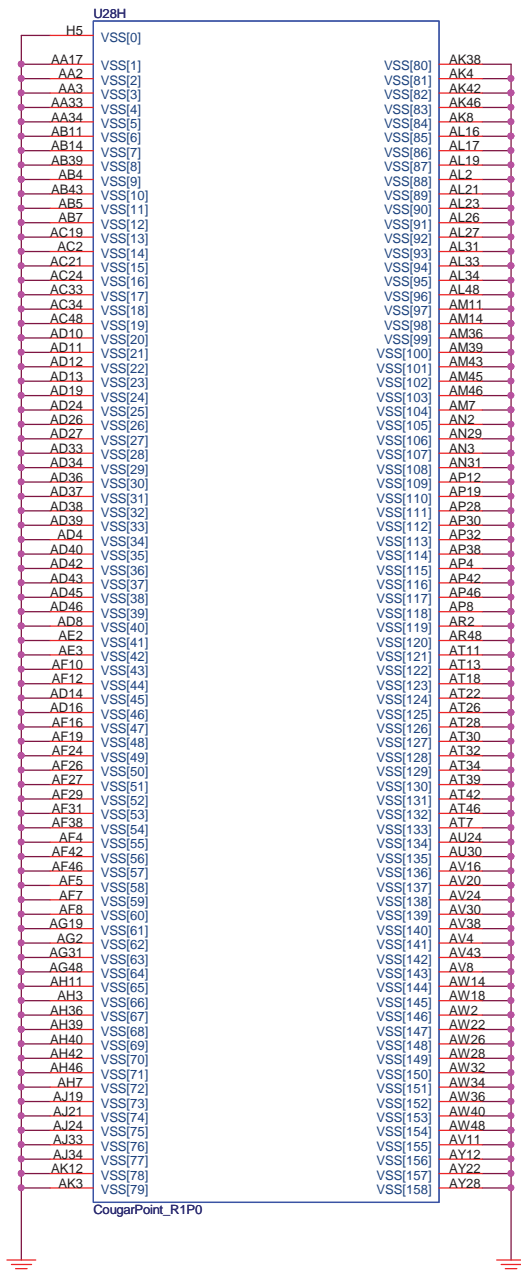 U28H
H5 VSS[0]
AA17 VSS[1]
AA2 VSS[2]
AA3 VSS[3]
AA33 VSS[4]
AA34 VSS[5]
AB11 VSS[6]
AB14 VSS[7]
AB39 VSS[8]
AB4 VSS[9]
AB43 VSS[10]
AB5 VSS[11]
AB7 VSS[12]
AC19 VSS[13]
AC2 VSS[14]
AC21 VSS[15]
AC24 VSS[16]
AC33 VSS[17]
AC34 VSS[18]
AC48 VSS[19]
AD10 VSS[20]
AD11 VSS[21]
AD12 VSS[22]
AD13 VSS[23]
AD19 VSS[24]
AD24 VSS[25]
AD26 VSS[26]
AD27 VSS[27]
AD33 VSS[28]
AD34 VSS[29]
AD36 VSS[30]
AD37 VSS[31]
AD38 VSS[32]
AD39 VSS[33]
AD4 VSS[34]
AD40 VSS[35]
AD42 VSS[36]
AD43 VSS[37]
AD45 VSS[38]
AD46 VSS[39]
AD8 VSS[40]
AE2 VSS[41]
AE3 VSS[42]
AF10 VSS[43]
AF12 VSS[44]
AD14 VSS[45]
AD16 VSS[46]
AF16 VSS[47]
AF19 VSS[48]
AF24 VSS[49]
AF26 VSS[50]
AF27 VSS[51]
AF29 VSS[52]
AF31 VSS[53]
AF38 VSS[54]
AF4 VSS[55]
AF42 VSS[56]
AF46 VSS[57]
AF5 VSS[58]
AF7 VSS[59]
AF8 VSS[60]
AG19 VSS[61]
AG2 VSS[62]
AG31 VSS[63]
AG48 VSS[64]
AH11 VSS[65]
AH3 VSS[66]
AH36 VSS[67]
AH39 VSS[68]
AH40 VSS[69]
AH42 VSS[70]
AH46 VSS[71]
AH7 VSS[72]
AJ19 VSS[73]
AJ21 VSS[74]
AJ24 VSS[75]
AJ33 VSS[76]
AJ34 VSS[77]
AK12 VSS[78]
AK3 VSS[79]
VSS[80] AK38
VSS[81] AK4
VSS[82] AK42
VSS[83] AK46
VSS[84] AK8
VSS[85] AL16
VSS[86] AL17
VSS[87] AL19
VSS[88] AL2
VSS[89] AL21
VSS[90] AL23
VSS[91] AL26
VSS[92] AL27
VSS[93] AL31
VSS[94] AL33
VSS[95] AL34
VSS[96] AL48
VSS[97] AM11
VSS[98] AM14
VSS[99] AM36
VSS[100] AM39
VSS[101] AM43
VSS[102] AM45
VSS[103] AM46
VSS[104] AM7
VSS[105] AN2
VSS[106] AN29
VSS[107] AN3
VSS[108] AN31
VSS[109] AP12
VSS[110] AP19
VSS[111] AP28
VSS[112] AP30
VSS[113] AP32
VSS[114] AP38
VSS[115] AP4
VSS[116] AP42
VSS[117] AP46
VSS[118] AP8
VSS[119] AR2
VSS[120] AR48
VSS[121] AT11
VSS[122] AT13
VSS[123] AT18
VSS[124] AT22
VSS[125] AT26
VSS[126] AT28
VSS[127] AT30
VSS[128] AT32
VSS[129] AT34
VSS[130] AT39
VSS[131] AT42
VSS[132] AT46
VSS[133] AT7
VSS[134] AU24
VSS[135] AU30
VSS[136] AV16
VSS[137] AV20
VSS[138] AV24
VSS[139] AV30
VSS[140] AV38
VSS[141] AV4
VSS[142] AV43
VSS[143] AV8
VSS[144] AW14
VSS[145] AW18
VSS[146] AW2
VSS[147] AW22
VSS[148] AW26
VSS[149] AW28
VSS[150] AW32
VSS[151] AW34
VSS[152] AW36
VSS[153] AW40
VSS[154] AW48
VSS[155] AV11
VSS[156] AY12
VSS[157] AY22
VSS[158] AY28
CougarPoint_R1P0